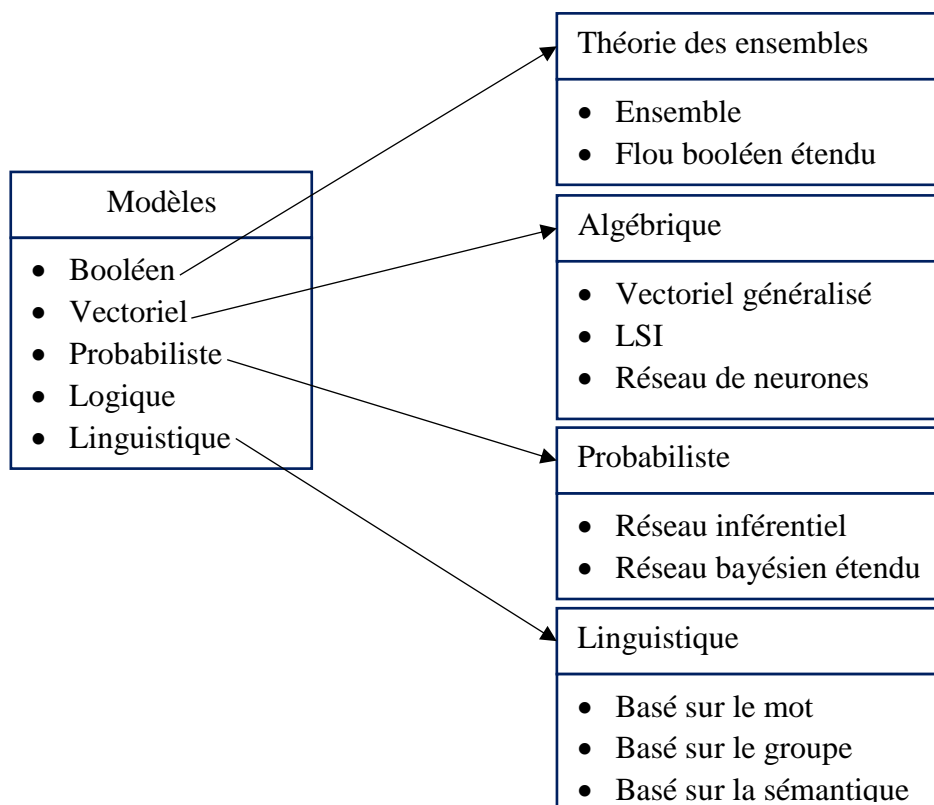 Modèles
• Booléen
• Vectoriel
• Probabiliste
• Logique
• Linguistique
Théorie des ensembles
• Ensemble
• Flou booléen étendu
Algébrique
• Vectoriel généralisé
• LSI
• Réseau de neurones
Probabiliste
• Réseau inférentiel
• Réseau bayésien étendu
Linguistique
• Basé sur le mot
• Basé sur le groupe
• Basé sur la sémantique